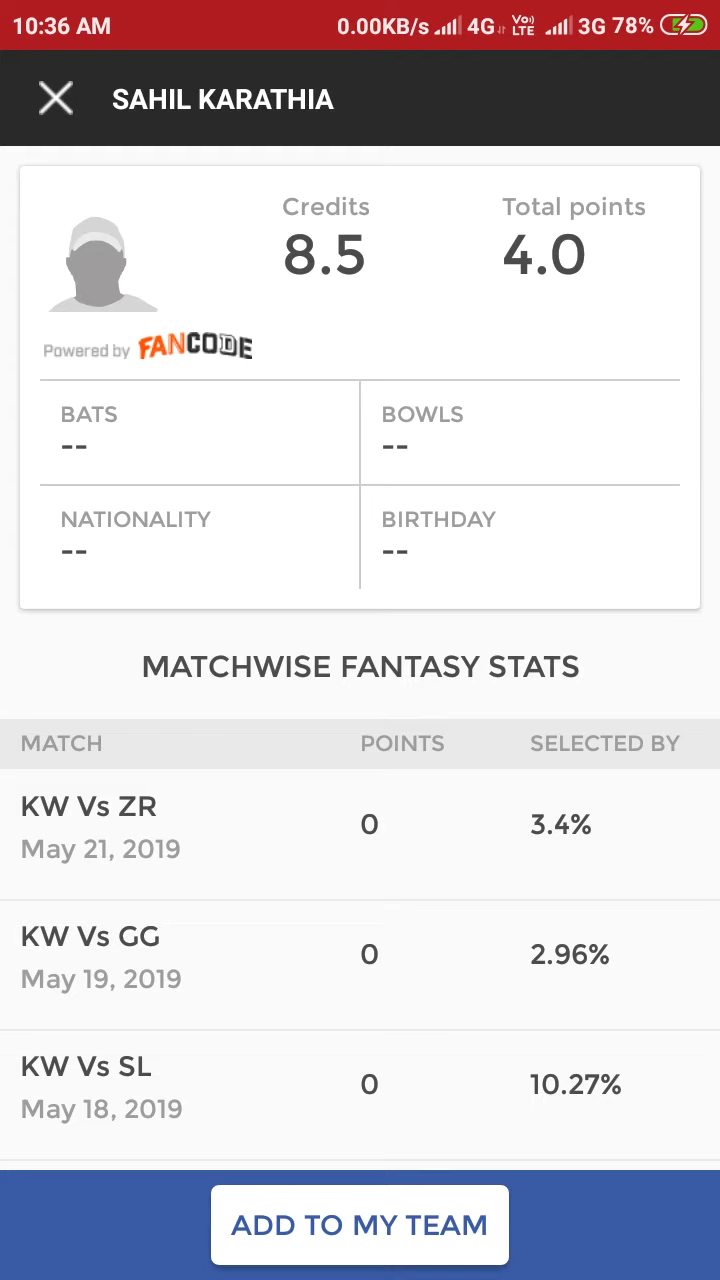 10:36 AM 0.00KB/s 4G Vo)) LTE 3G 78%
SAHIL KARATHIA
Credits Total points
8.5 4.0
Powered by FANCODE
BATS BOWLS
-- --
NATIONALITY BIRTHDAY
-- --
MATCHWISE FANTASY STATS
MATCH POINTS SELECTED BY
KW Vs ZR
0 3.4%
May 21, 2019
KW Vs GG
0 2.96%
May 19, 2019
KW Vs SL
0 10.27%
May 18, 2019
ADD TO MY TEAM